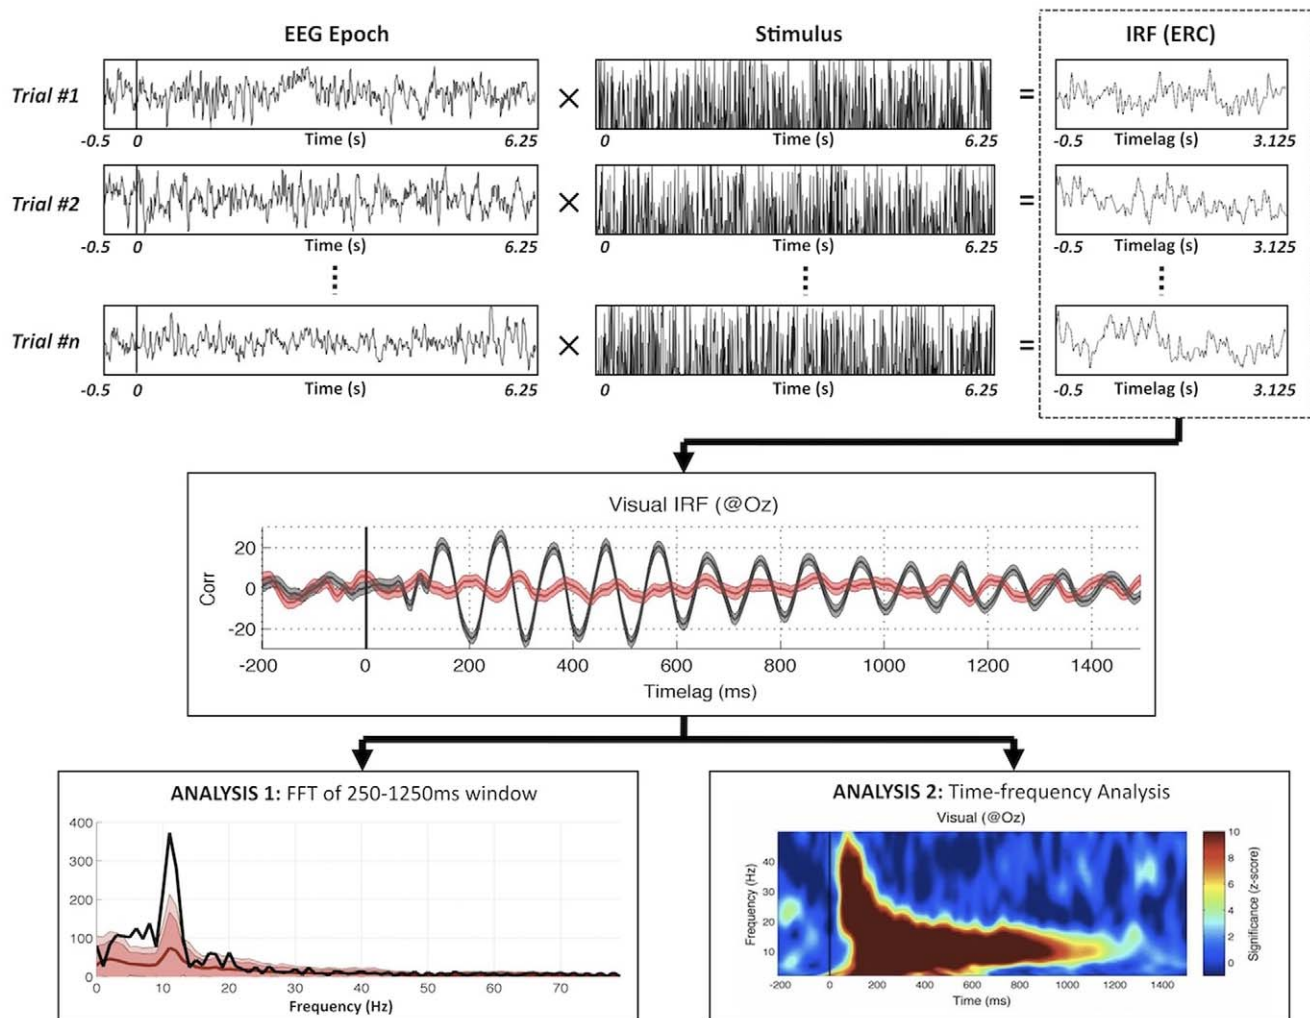 EEG Epoch Stimulus IRF (ERC)
Trial #1 × × =
-0.5 0 Time (s) 6.25 0 Time (s) 6.25 -0.5 Timelag (s) 3.125
Trial #2 × =
-0.5 0 Time (s) 6.25 0 Time (s) 6.25 -0.5 Timelag (s) 3.125
Trial #n × =
-0.5 0 Time (s) 6.25 0 Time (s) 6.25 -0.5 Timelag (s) 3.125
Visual IRF (@Oz)
20
0
-20
Corr
-200 0 200 400 600 800 1000 1200 1400
Timelag (ms)
ANALYSIS 1: FFT of 250-1250ms window
400
300
200
100
0
0 10 20 30 40 50 60 70
Frequency (Hz)
ANALYSIS 2: Time-frequency Analysis
Visual (@Oz)
40
30
20
10
Frequency (Hz)
-200 0 200 400 600 800 1000 1200 1400
Time (ms)
10
8
6
4
2
0
Significance (z-score)